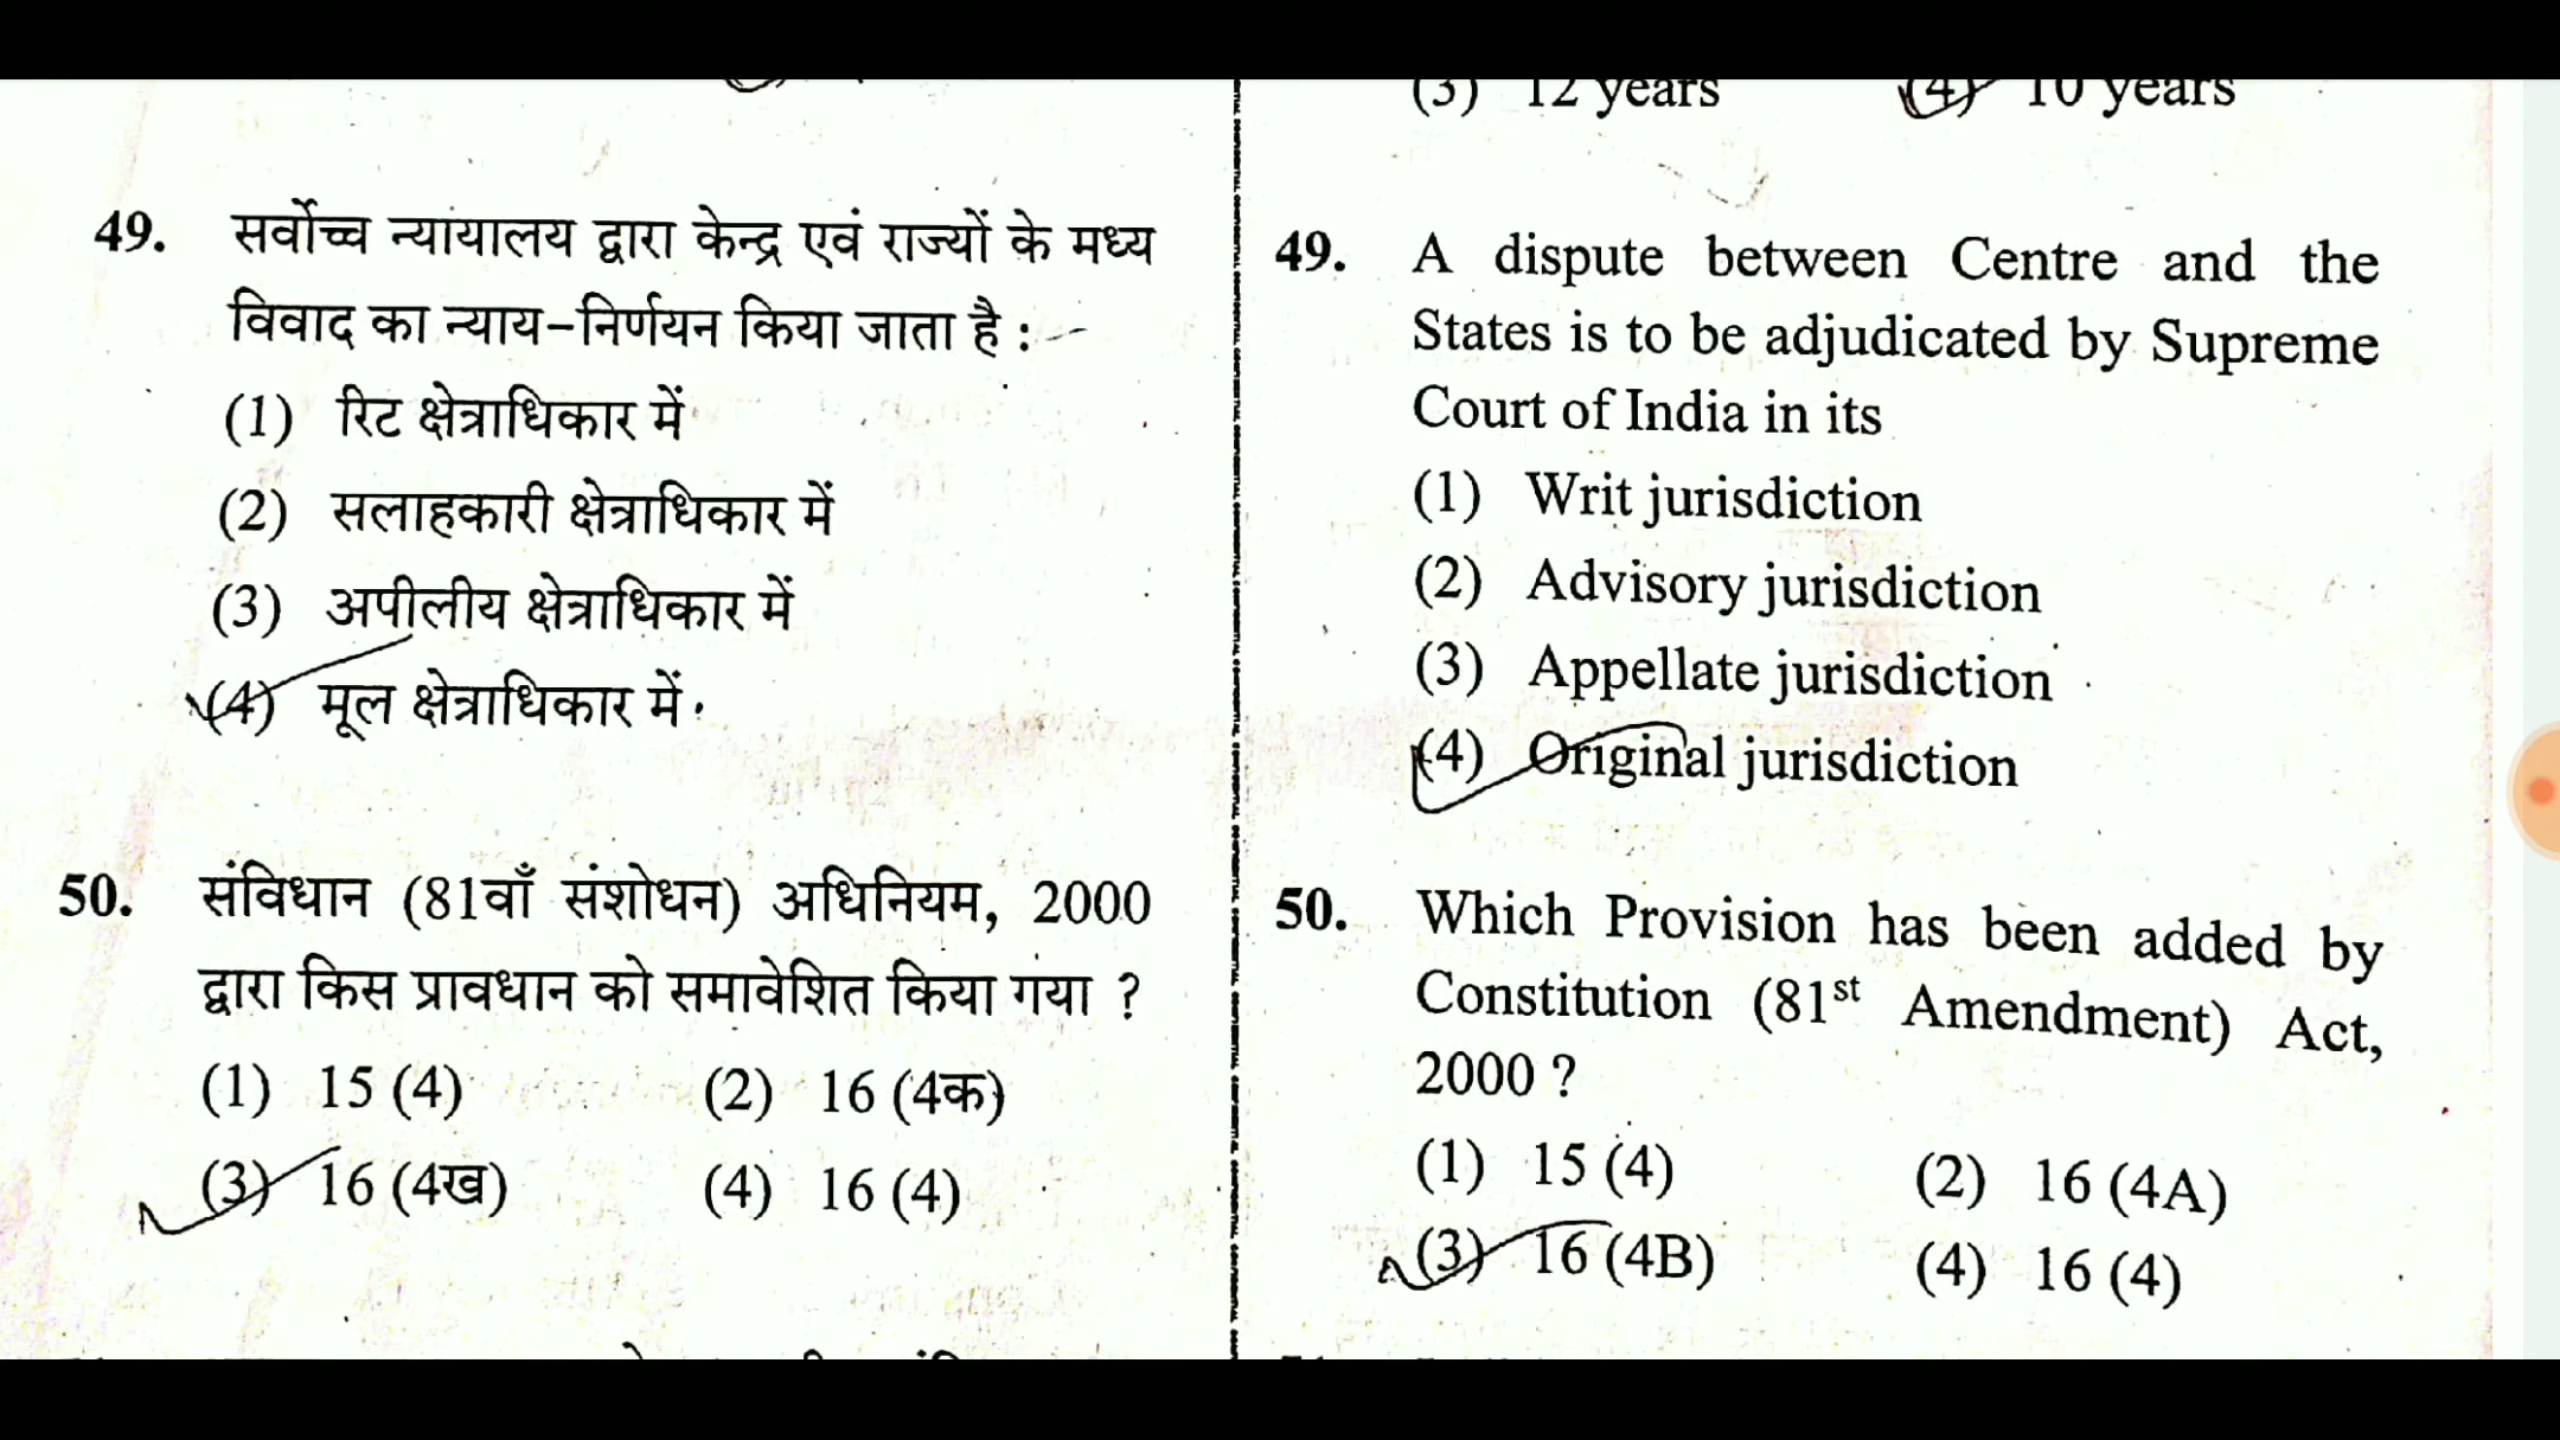 49. सर्वोच्च न्यायालय द्वारा केन्द्र एवं राज्यों के मध्य
विवाद का न्याय-निर्णयन किया जाता है :
(1) रिट क्षेत्राधिकार में
(2) सलाहकारी क्षेत्राधिकार में
(3) अपीलीय क्षेत्राधिकार में
(4) मूल क्षेत्राधिकार में
50. संविधान (81वाँ संशोधन) अधिनियम, 2000
द्वारा किस प्रावधान को समावेशित किया गया ?
(1) 15 (4) (2) 16 (4क)
(3) 16 (4ख) (4) 16 (4)
(3) 12 years (4) 10 years
49. A dispute between Centre and the
States is to be adjudicated by Supreme
Court of India in its
(1) Writ jurisdiction
(2) Advisory jurisdiction
(3) Appellate jurisdiction
(4) Original jurisdiction
50. Which Provision has been added by
Constitution (81st Amendment) Act,
2000 ?
(1) 15 (4) (2) 16 (4A)
(3) 16 (4B) (4) 16 (4)